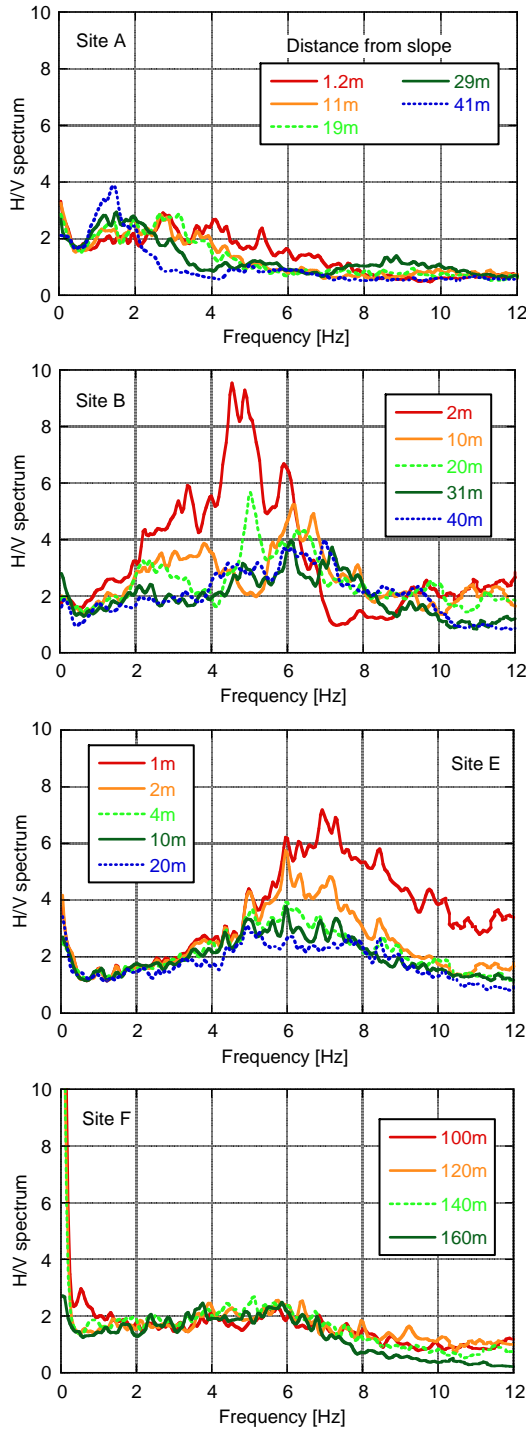 10
8
6
4
2
0
H/V spectrum
Site A
Distance from slope
1.2m
11m
19m
29m
41m
0 2 4 6 8 10 12
Frequency [Hz]
10
8
6
4
2
0
H/V spectrum
Site B
2m
10m
20m
31m
40m
0 2 4 6 8 10 12
Frequency [Hz]
10
8
6
4
2
0
H/V spectrum
1m
2m
4m
10m
20m
Site E
0 2 4 6 8 10 12
Frequency [Hz]
10
8
6
4
2
0
H/V spectrum
Site F
100m
120m
140m
160m
0 2 4 6 8 10 12
Frequency [Hz]